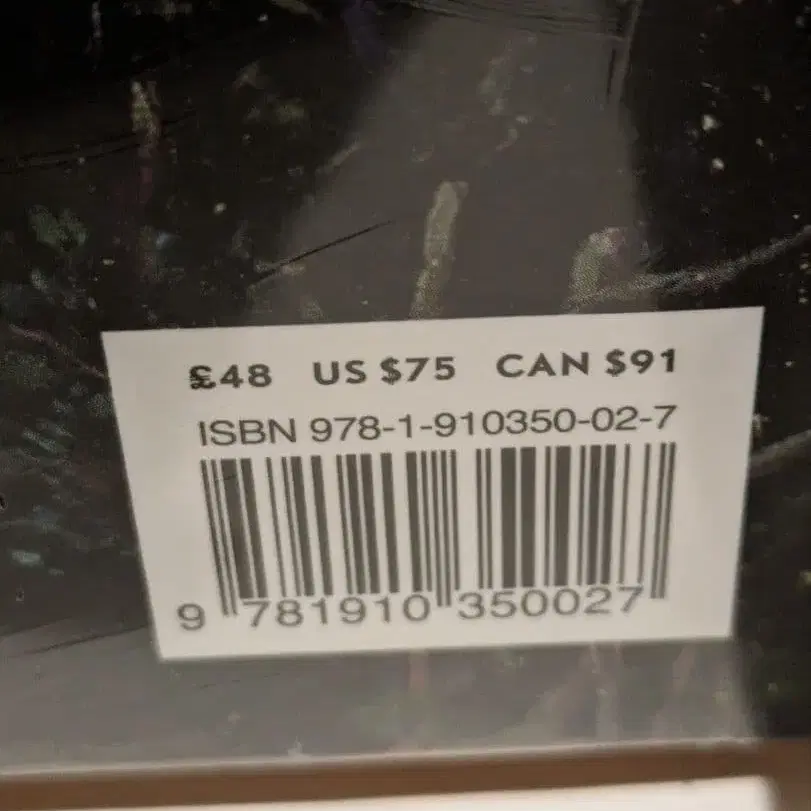 £48 US $75 CAN $91
ISBN 978-1-910350-02-7
9 781910 350027